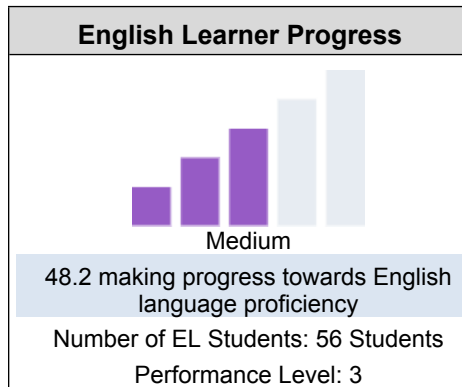 English Learner Progress
Medium
48.2 making progress towards English
language proficiency
Number of EL Students: 56 Students
Performance Level: 3